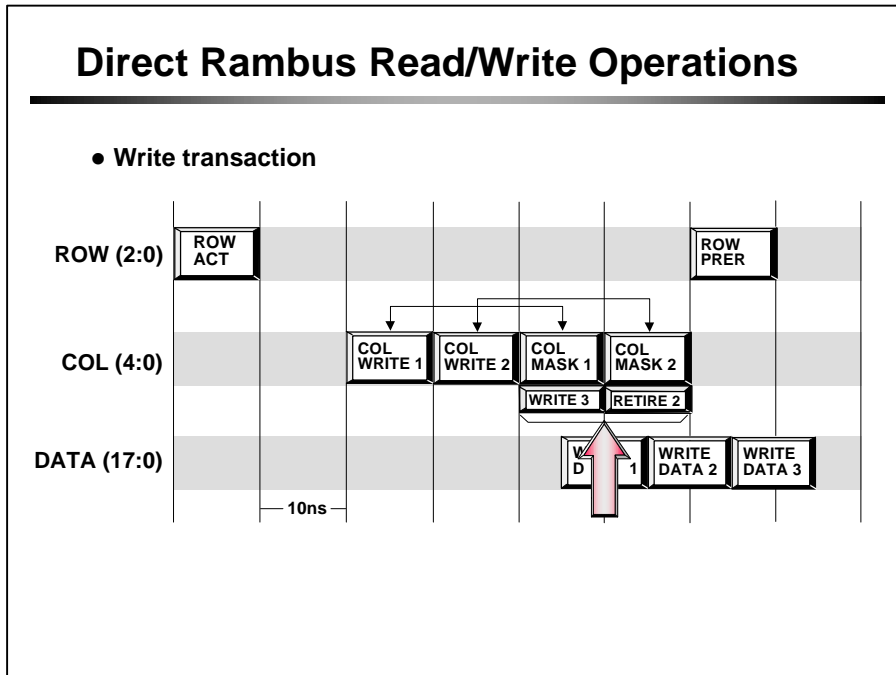 Direct Rambus Read/Write Operations
● Write transaction
ROW (2:0)
ROW
ACT
ROW
PRER
COL (4:0)
COL
WRITE 1
COL
WRITE 2
COL
MASK 1
COL
MASK 2
WRITE 3
RETIRE 2
DATA (17:0)
W
D 1
WRITE
DATA 2
WRITE
DATA 3
10ns